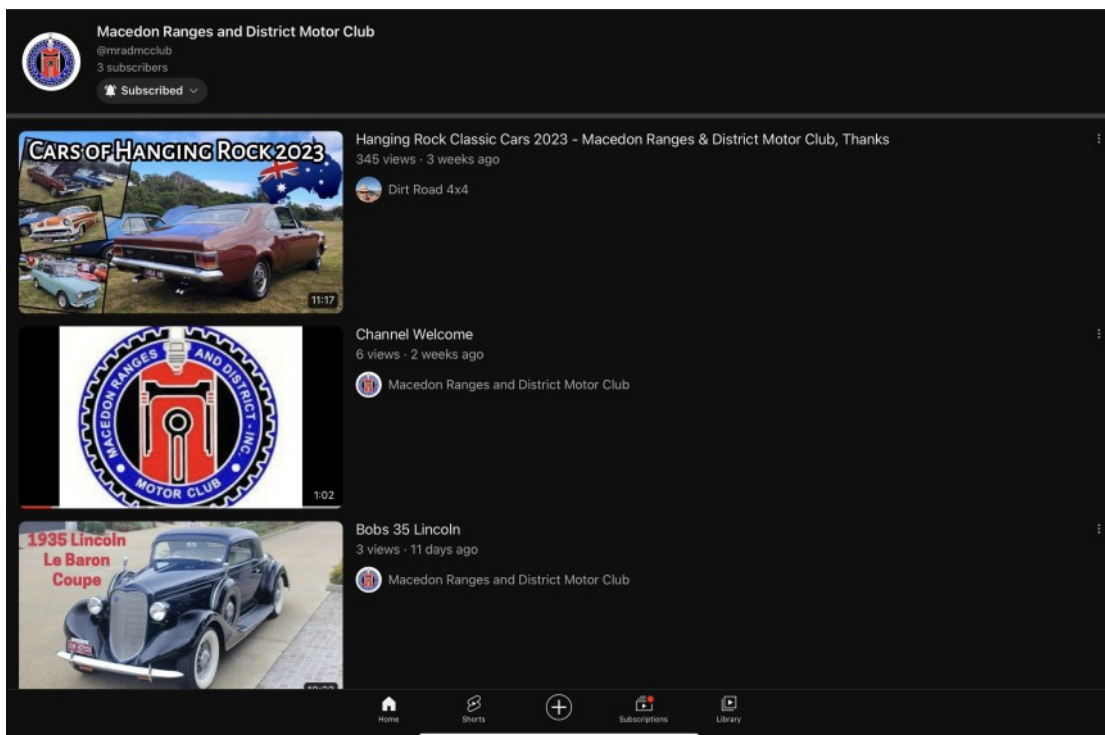 Macedon Ranges and District Motor Club
@mradmcclub
3 subscribers
Subscribed
CARS OF HANGING ROCK 2023
11:17
Hanging Rock Classic Cars 2023 - Macedon Ranges & District Motor Club, Thanks
345 views · 3 weeks ago
Dirt Road 4x4
MACEDON RANGES AND DISTRICT - INC.
MOTOR CLUB
1:02
Channel Welcome
6 views · 2 weeks ago
Macedon Ranges and District Motor Club
1935 Lincoln
Le Baron
Coupe
Bobs 35 Lincoln
3 views · 11 days ago
Macedon Ranges and District Motor Club
Home
Shorts
Subscriptions
Library